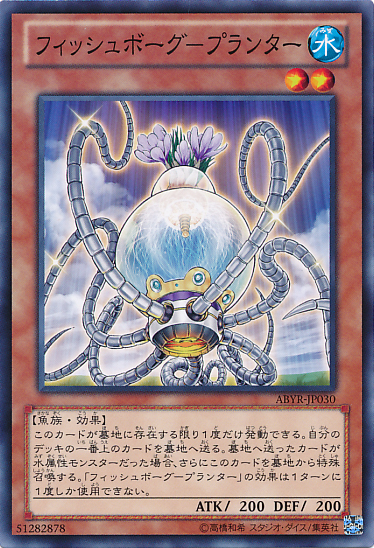 フィッシュボーグープランター
水
ABYR-JP030
【魚族・効果】
このカードが墓地に存在する限り1度だけ発動できる。自分の
デッキの一番上のカードを墓地へ送る。墓地へ送ったカードが
水属性モンスターだった場合、さらにこのカードを墓地から特殊
召喚する。「フィッシュボーグープランター」の効果は1ターンに
1度しか使用できない。
ATK/ 200 DEF/ 200
51282878
©高橋和希 スタジオ・ダイス/集英社